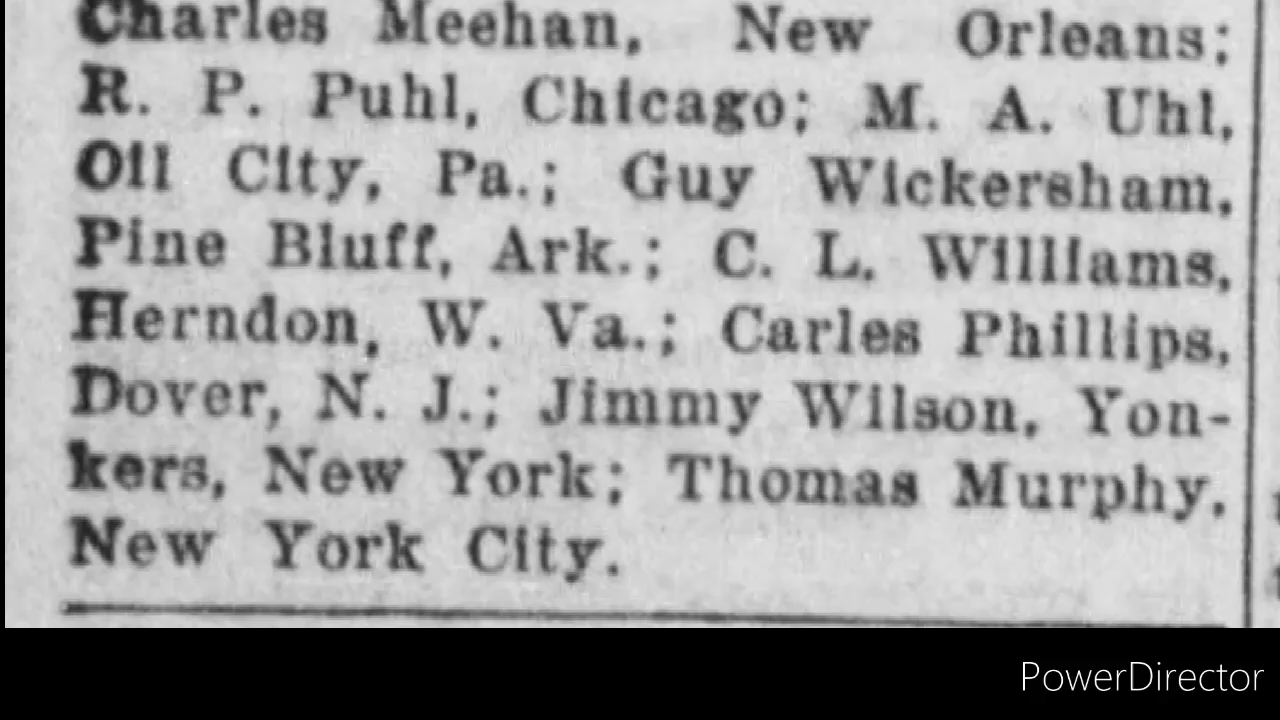 Charles Meehan, New Orleans;
R. P. Puhl, Chicago; M. A. Uhl,
Oil City, Pa.; Guy Wickersham,
Pine Bluff, Ark.; C. L. Williams,
Herndon, W. Va.; Carles Phillips,
Dover, N. J.; Jimmy Wilson, Yon-
kers, New York; Thomas Murphy,
New York City.
PowerDirector